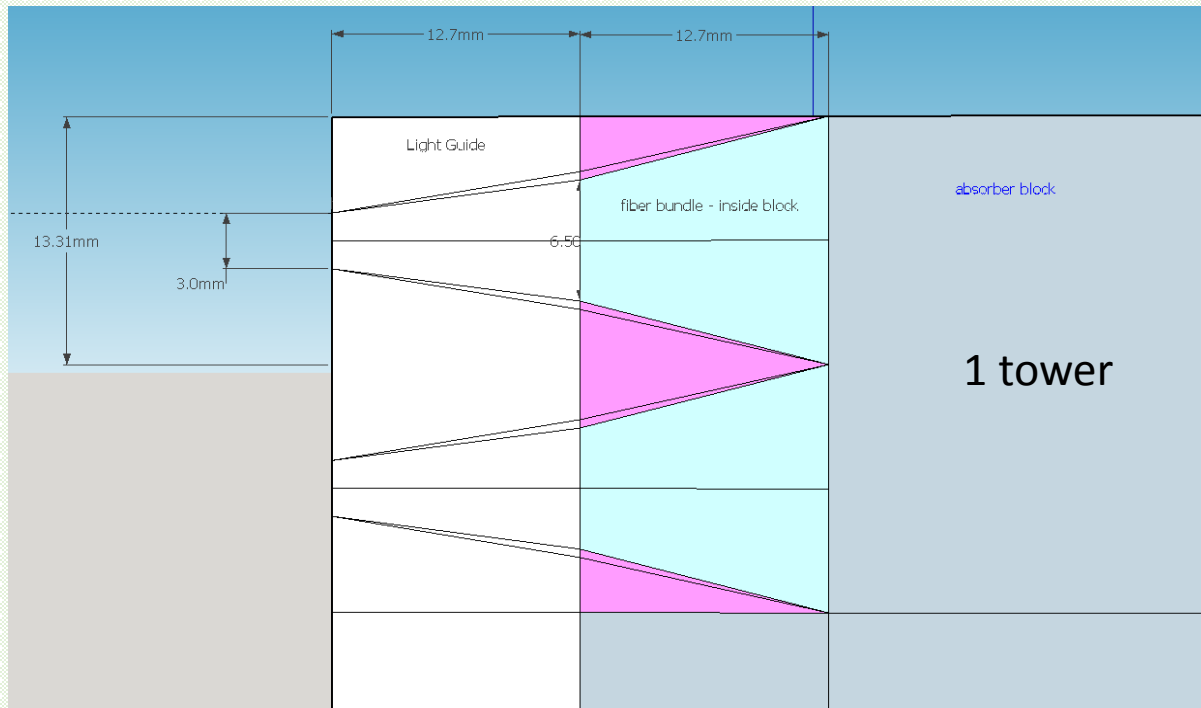 12.7mm
12.7mm
Light Guide
absorber block
fiber bundle - inside block
13.31mm
6.50
3.0mm
1 tower